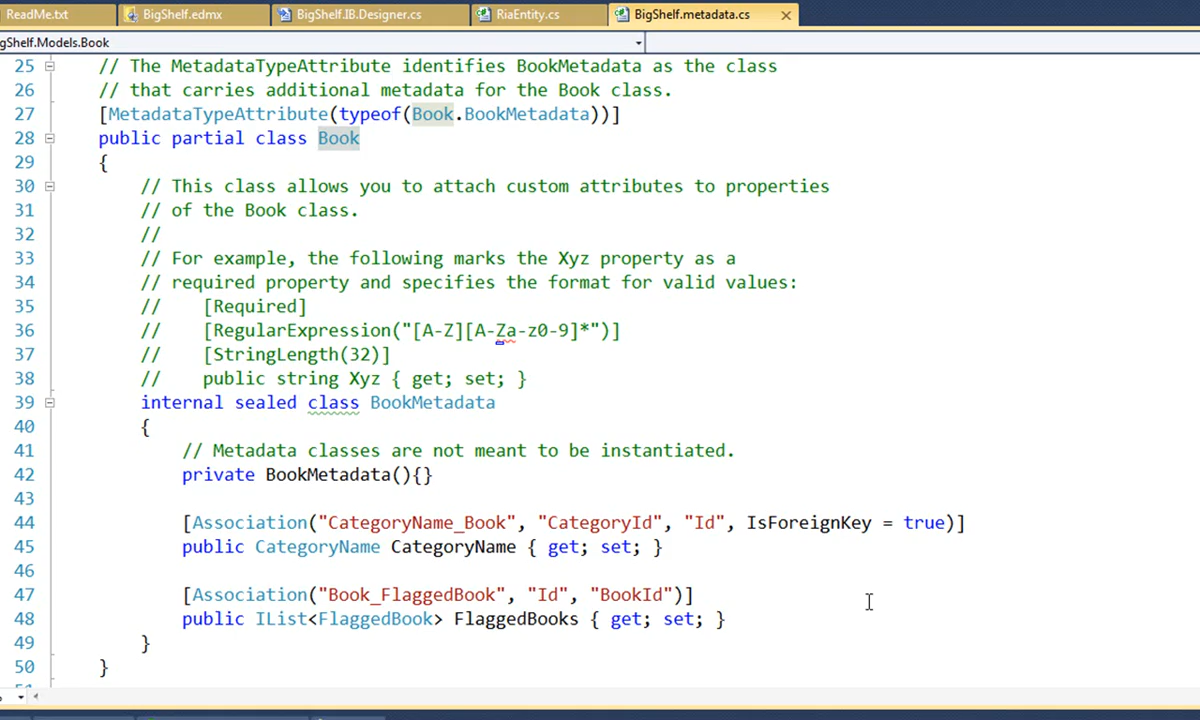 ReadMe.txt BigShelf.edmx BigShelf.IB.Designer.cs RiaEntity.cs BigShelf.metadata.cs
gShelf.Models.Book
25 // The MetadataTypeAttribute identifies BookMetadata as the class
26 // that carries additional metadata for the Book class.
27 [MetadataTypeAttribute(typeof(Book.BookMetadata))]
28 public partial class Book
29 {
30 // This class allows you to attach custom attributes to properties
31 // of the Book class.
32 //
33 // For example, the following marks the Xyz property as a
34 // required property and specifies the format for valid values:
35 // [Required]
36 // [RegularExpression("[A-Z][A-Za-z0-9]*")]
37 // [StringLength(32)]
38 // public string Xyz { get; set; }
39 internal sealed class BookMetadata
40 {
41 // Metadata classes are not meant to be instantiated.
42 private BookMetadata(){}
43
44 [Association("CategoryName_Book", "CategoryId", "Id", IsForeignKey = true)]
45 public CategoryName CategoryName { get; set; }
46
47 [Association("Book_FlaggedBook", "Id", "BookId")]
48 public IList<FlaggedBook> FlaggedBooks { get; set; }
49 }
50 }